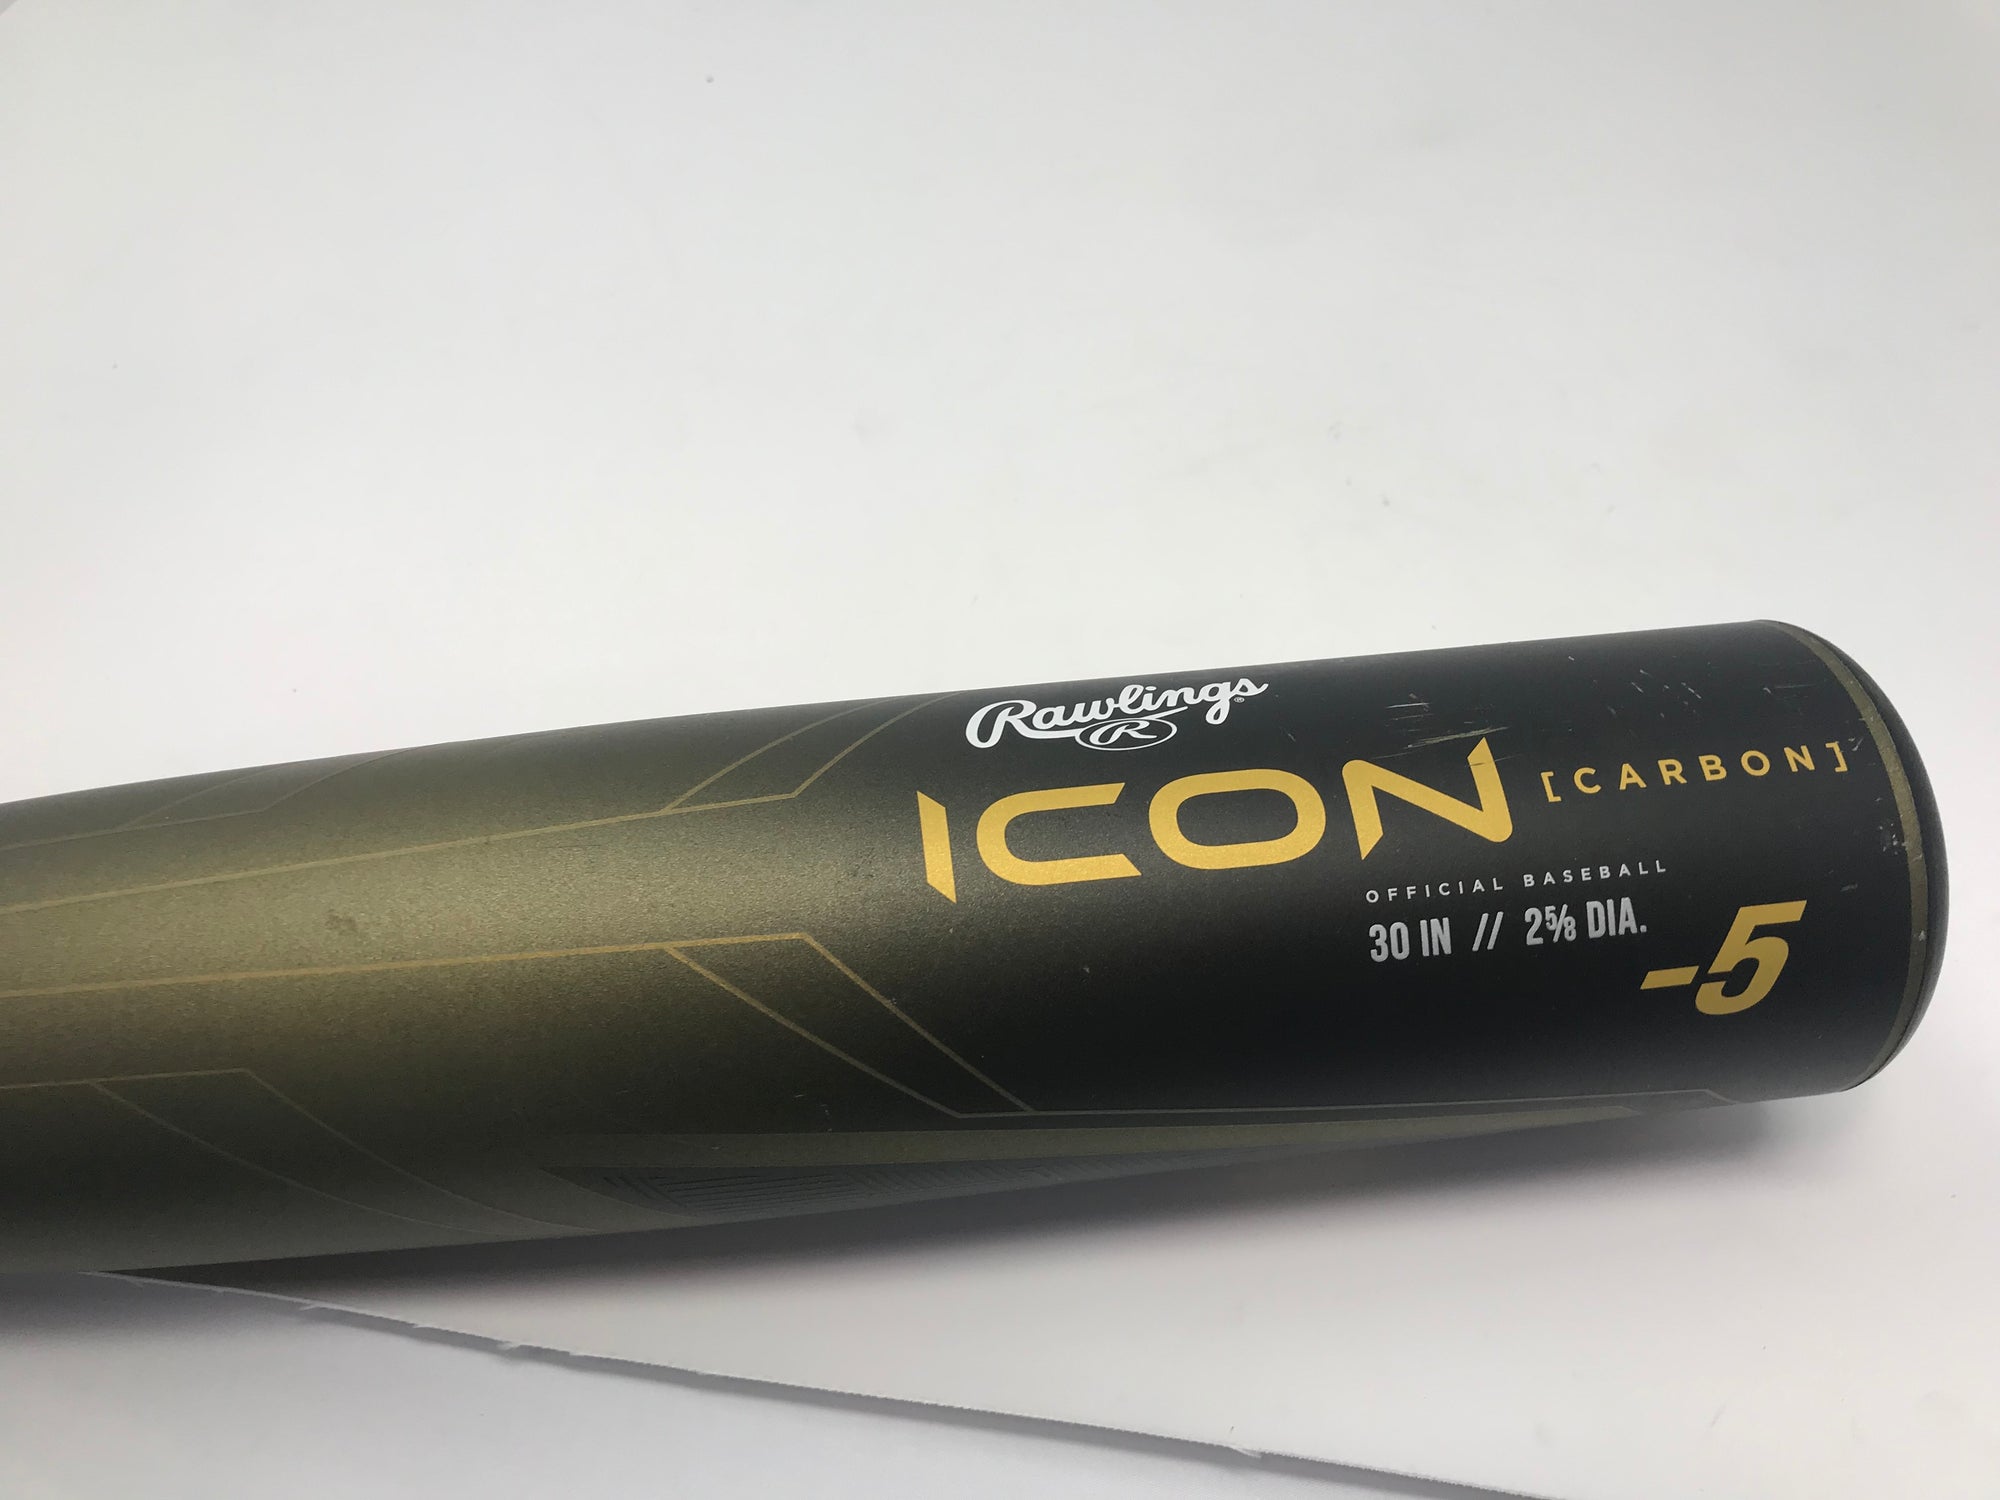 Rawlings®
R
ICON [CARBON]
OFFICIAL BASEBALL
30 IN // 2⅝ DIA.
-5